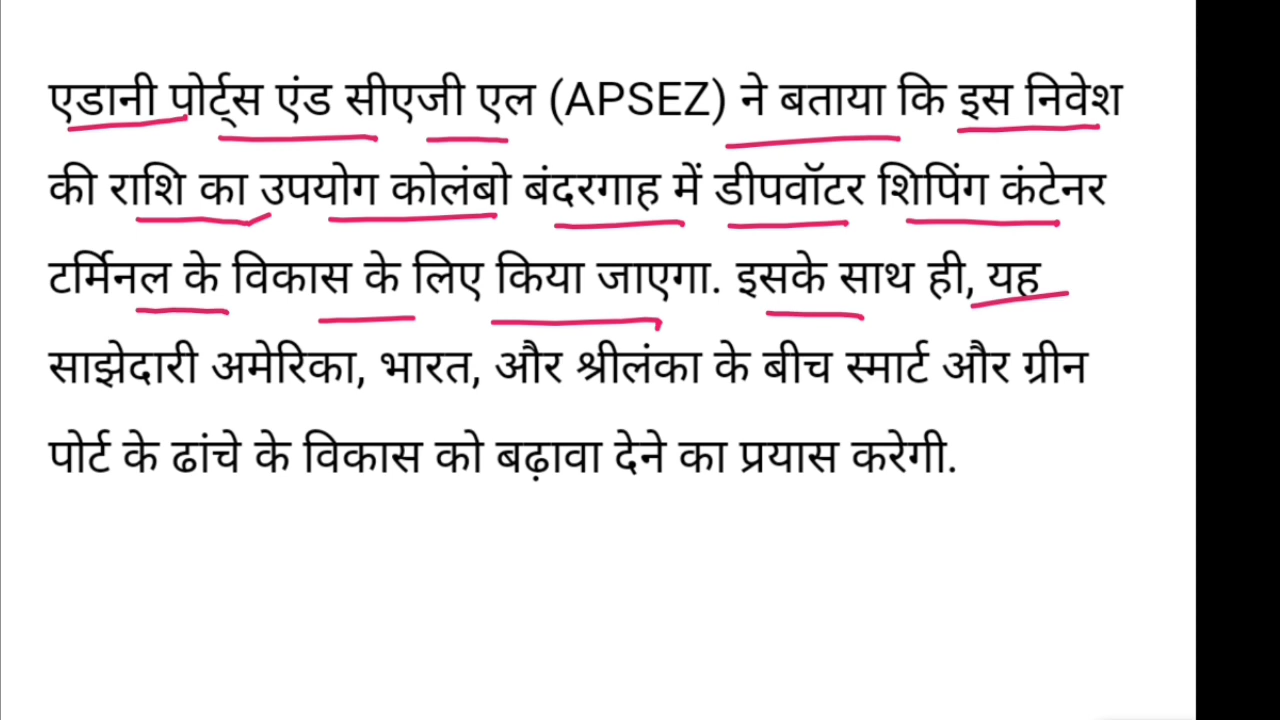 एडानी पोर्ट्स एंड सीएजी एल (APSEZ) ने बताया कि इस निवेश
की राशि का उपयोग कोलंबो बंदरगाह में डीपवॉटर शिपिंग कंटेनर
टर्मिनल के विकास के लिए किया जाएगा. इसके साथ ही, यह
साझेदारी अमेरिका, भारत, और श्रीलंका के बीच स्मार्ट और ग्रीन
पोर्ट के ढांचे के विकास को बढ़ावा देने का प्रयास करेगी.